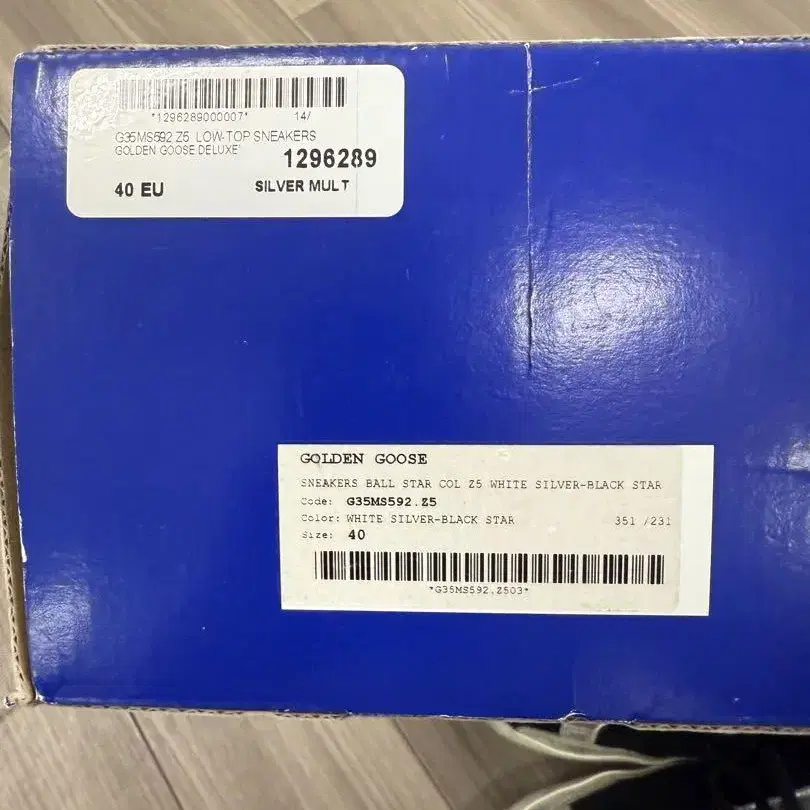 *1296289000007* 14/
G35MS592 Z5 LOW-TOP SNEAKERS
GOLDEN GOOSE DELUXE'
1296289
40 EU SILVER MULT
GOLDEN GOOSE
SNEAKERS BALL STAR COL Z5 WHITE SILVER-BLACK STAR
Code: G35MS592.Z5
Color: WHITE SILVER-BLACK STAR 351 /231
Size: 40
*G35MS592.Z503*